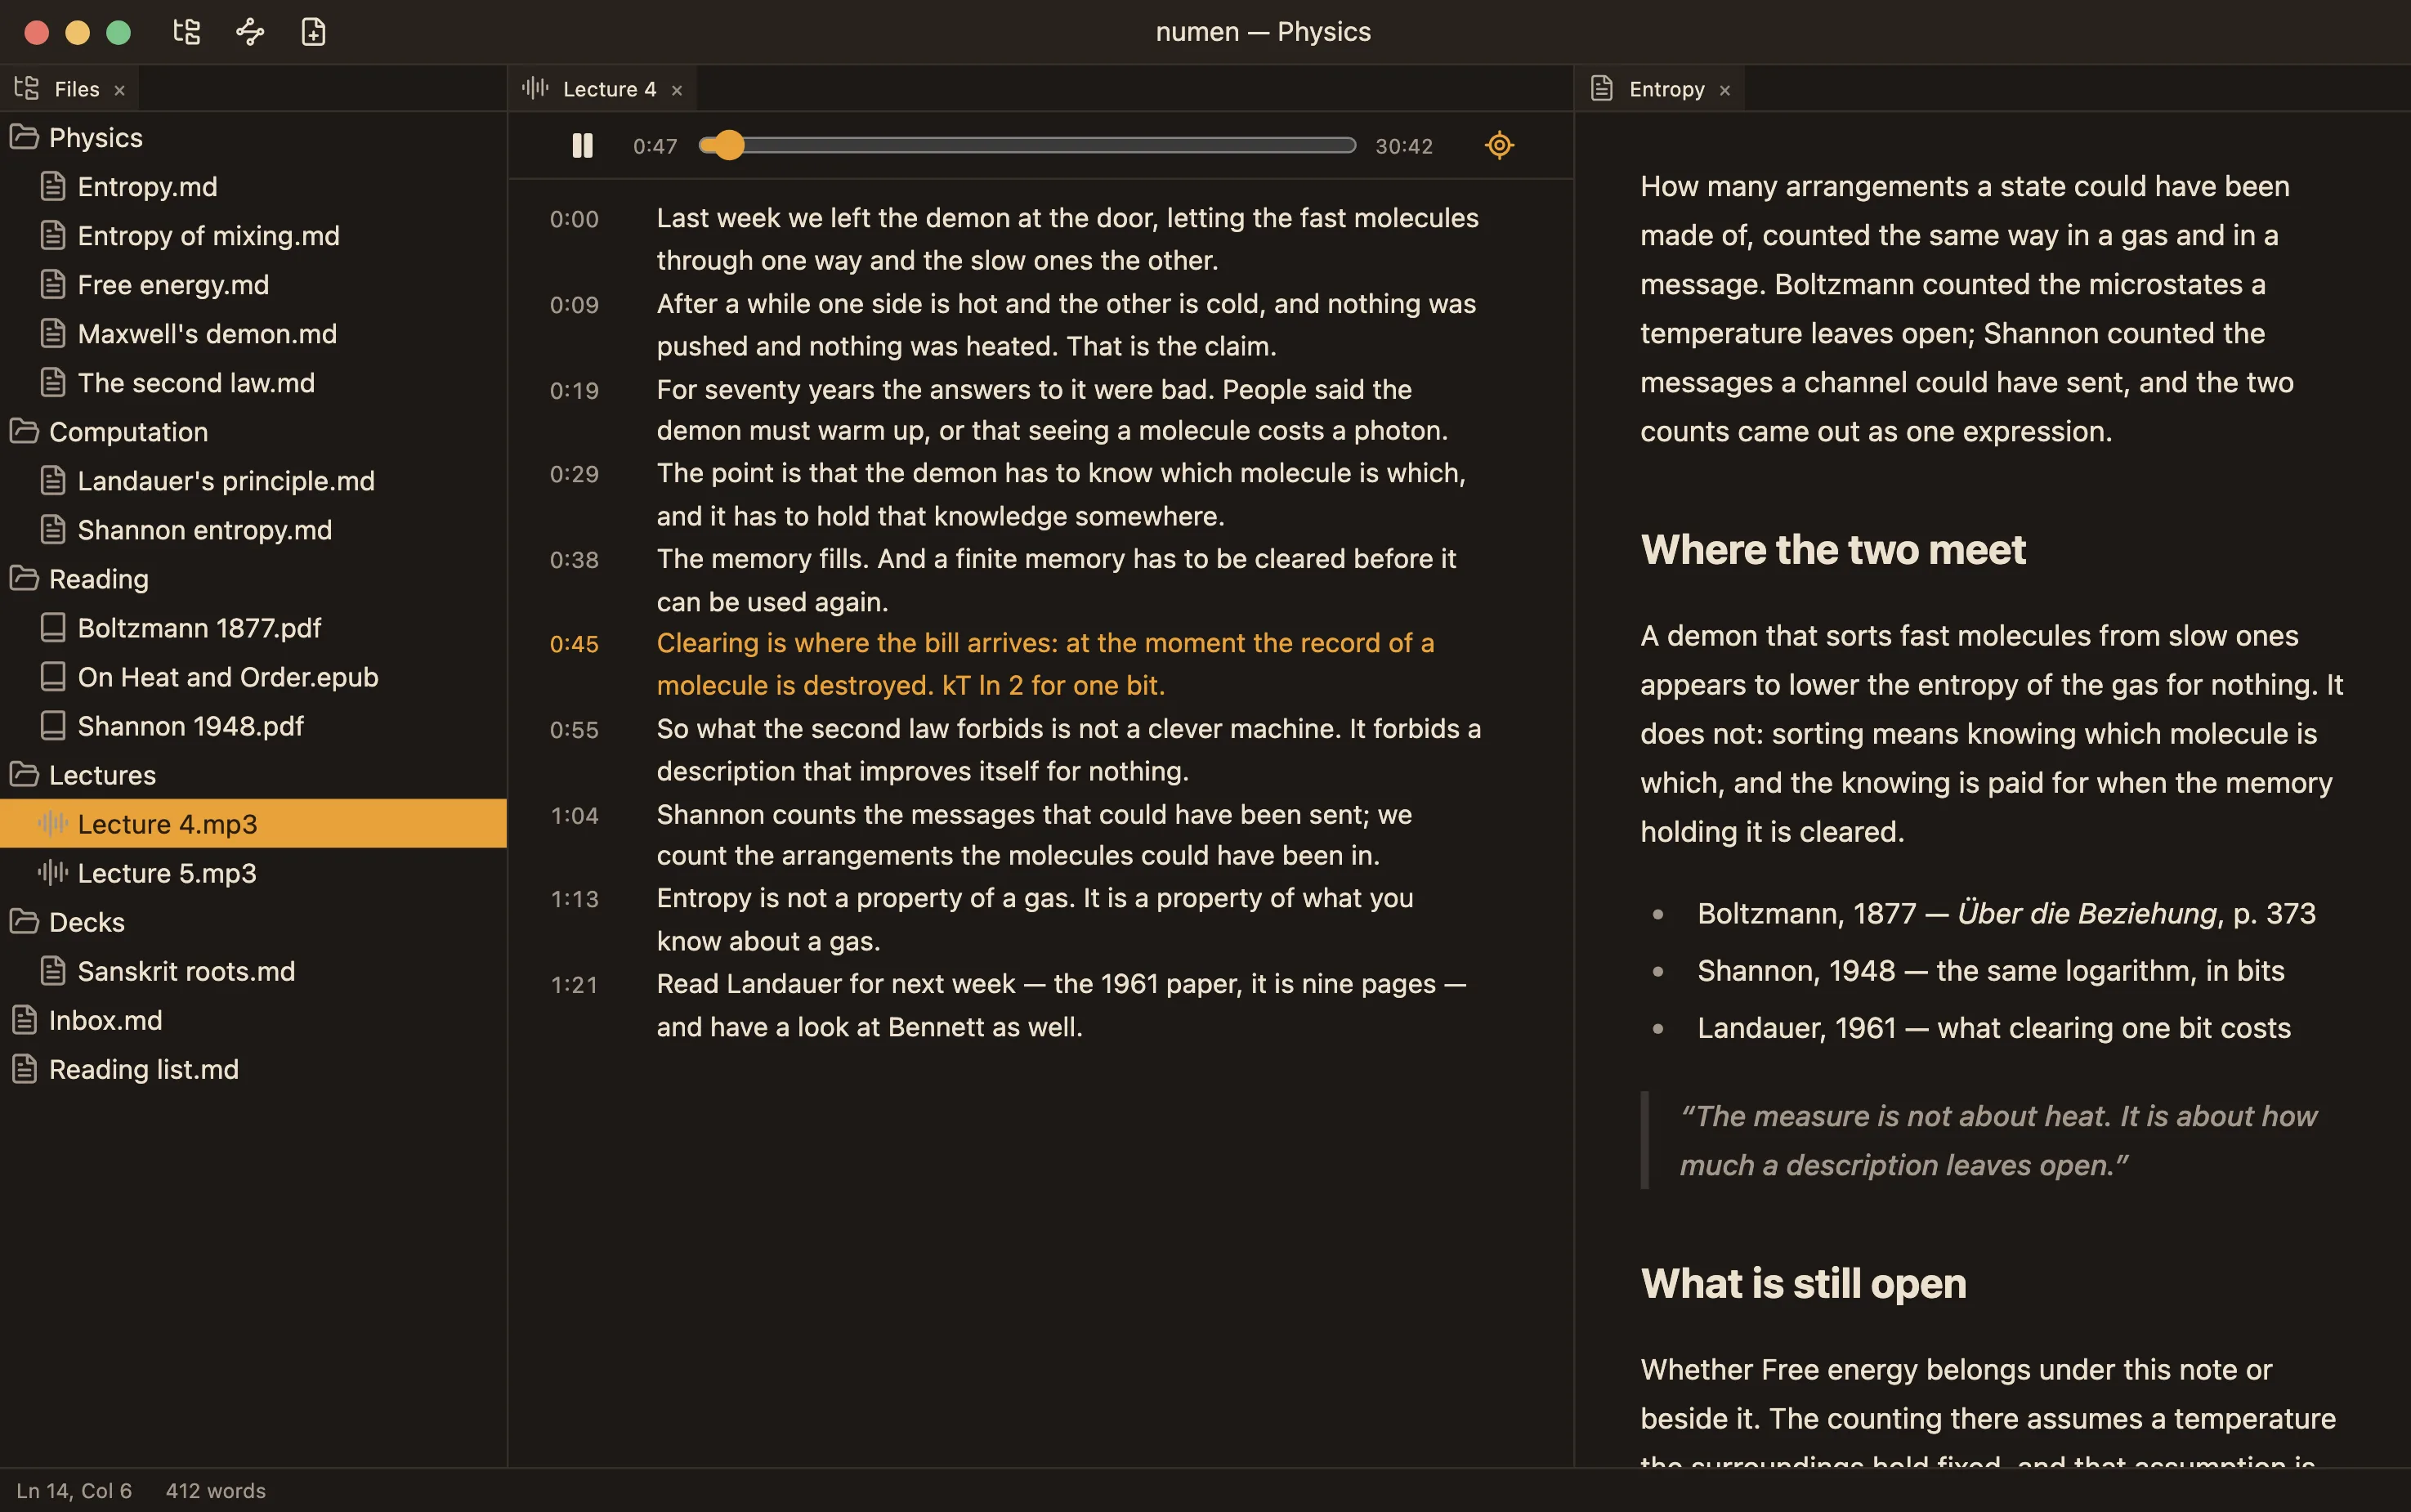 numen — Physics
Files ×
Physics
Entropy.md
Entropy of mixing.md
Free energy.md
Maxwell's demon.md
The second law.md
Computation
Landauer's principle.md
Shannon entropy.md
Reading
Boltzmann 1877.pdf
On Heat and Order.epub
Shannon 1948.pdf
Lectures
Lecture 4.mp3
Lecture 5.mp3
Decks
Sanskrit roots.md
Inbox.md
Reading list.md
Lecture 4 ×
0:47 30:42
0:00 Last week we left the demon at the door, letting the fast molecules
through one way and the slow ones the other.
0:09 After a while one side is hot and the other is cold, and nothing was
pushed and nothing was heated. That is the claim.
0:19 For seventy years the answers to it were bad. People said the
demon must warm up, or that seeing a molecule costs a photon.
0:29 The point is that the demon has to know which molecule is which,
and it has to hold that knowledge somewhere.
0:38 The memory fills. And a finite memory has to be cleared before it
can be used again.
0:45 Clearing is where the bill arrives: at the moment the record of a
molecule is destroyed. kT ln 2 for one bit.
0:55 So what the second law forbids is not a clever machine. It forbids a
description that improves itself for nothing.
1:04 Shannon counts the messages that could have been sent; we
count the arrangements the molecules could have been in.
1:13 Entropy is not a property of a gas. It is a property of what you
know about a gas.
1:21 Read Landauer for next week — the 1961 paper, it is nine pages —
and have a look at Bennett as well.
Entropy ×
How many arrangements a state could have been
made of, counted the same way in a gas and in a
message. Boltzmann counted the microstates a
temperature leaves open; Shannon counted the
messages a channel could have sent, and the two
counts came out as one expression.
Where the two meet
A demon that sorts fast molecules from slow ones
appears to lower the entropy of the gas for nothing. It
does not: sorting means knowing which molecule is
which, and the knowing is paid for when the memory
holding it is cleared.
• Boltzmann, 1877 — Über die Beziehung, p. 373
• Shannon, 1948 — the same logarithm, in bits
• Landauer, 1961 — what clearing one bit costs
“The measure is not about heat. It is about how
much a description leaves open.”
What is still open
Whether Free energy belongs under this note or
beside it. The counting there assumes a temperature
the surroundings hold fixed, and that assumption is
Ln 14, Col 6 412 words